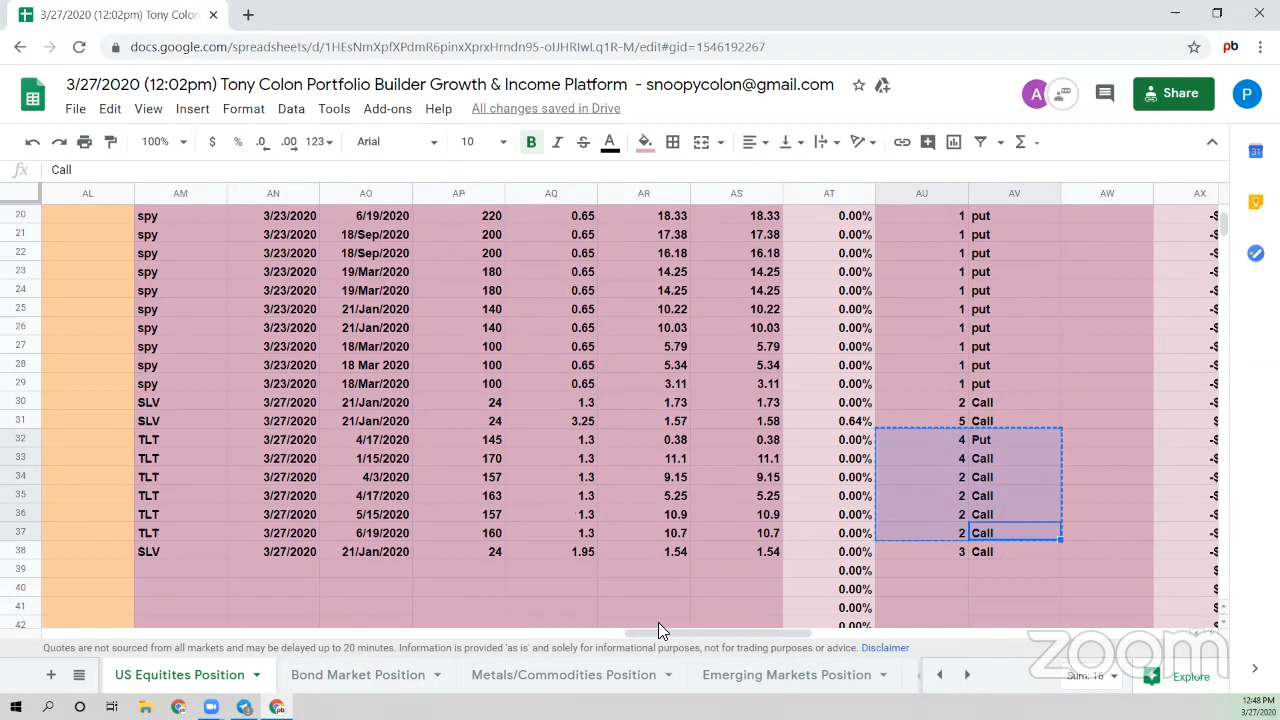 3/27/2020 (12:02pm) Tony Colon
docs.google.com/spreadsheets/d/1HEsNmXpfXPdmR6pinxXprxHrndn95-oIJHRIwLq1R-M/edit#gid=1546192267
3/27/2020 (12:02pm) Tony Colon Portfolio Builder Growth & Income Platform - snoopycolon@gmail.com
A
Share
P
File Edit View Insert Format Data Tools Add-ons Help All changes saved in Drive
100% $ % .0 .00 123 Arial 10 B I S A Σ
fx Call
AL AM AN AO AP AQ AR AS AT AU AV AW AX
20 spy 3/23/2020 6/19/2020 220 0.65 18.33 18.33 0.00% 1 put -$
21 spy 3/23/2020 18/Sep/2020 200 0.65 17.38 17.38 0.00% 1 put -$
22 spy 3/23/2020 18/Sep/2020 200 0.65 16.18 16.18 0.00% 1 put -$
23 spy 3/23/2020 19/Mar/2020 180 0.65 14.25 14.25 0.00% 1 put -$
24 spy 3/23/2020 19/Mar/2020 180 0.65 14.25 14.25 0.00% 1 put -$
25 spy 3/23/2020 21/Jan/2020 140 0.65 10.22 10.22 0.00% 1 put -$
26 spy 3/23/2020 21/Jan/2020 140 0.65 10.03 10.03 0.00% 1 put -$
27 spy 3/23/2020 21/Jan/2020 100 0.65 5.79 5.79 0.00% 1 put -$
28 spy 3/23/2020 18 Mar 2020 100 0.65 5.34 5.34 0.00% 1 put -$
29 spy 3/23/2020 18/Mar/2020 100 0.65 3.11 3.11 0.00% 1 put -$
30 SLV 3/27/2020 21/Jan/2020 24 1.3 1.73 1.73 0.00% 2 Call -$
31 SLV 3/27/2020 21/Jan/2020 24 3.25 1.57 1.58 0.64% 5 Call $
32 TLT 3/27/2020 4/17/2020 145 1.3 0.38 0.38 0.00% 4 Put -$
33 TLT 3/27/2020 1/15/2020 170 1.3 11.1 11.1 0.00% 4 Call -$
34 TLT 3/27/2020 4/3/2020 157 1.3 9.15 9.15 0.00% 2 Call -$
35 TLT 3/27/2020 4/17/2020 163 1.3 5.25 5.25 0.00% 2 Call -$
36 TLT 3/27/2020 5/15/2020 157 1.3 10.9 10.9 0.00% 2 Call -$
37 TLT 3/27/2020 6/19/2020 160 1.3 10.7 10.7 0.00% 2 Call -$
38 SLV 3/27/2020 21/Jan/2020 24 1.95 1.54 1.54 0.00% 3 Call -$
39 0.00% $
40 0.00% $
41 0.00% $
42 0.00%
Quotes are not sourced from all markets and may be delayed up to 20 minutes. Information is provided 'as is' and solely for informational purposes, not for trading purposes or advice. Disclaimer
zoom
US Equitites Position Bond Market Position Metals/Commodities Position Emerging Markets Position Sum: 16 Explore
12:48 PM
3/27/2020